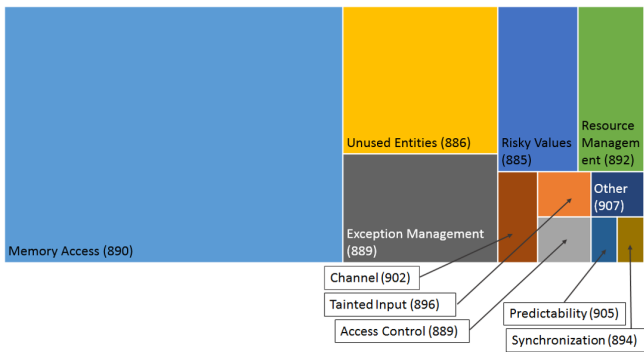 Memory Access (890)
Unused Entities (886)
Exception Management
(889)
Risky Values
(885)
Resource
Managem
ent (892)
Other
(907)
Channel (902)
Tainted Input (896)
Access Control (889)
Predictability (905)
Synchronization (894)